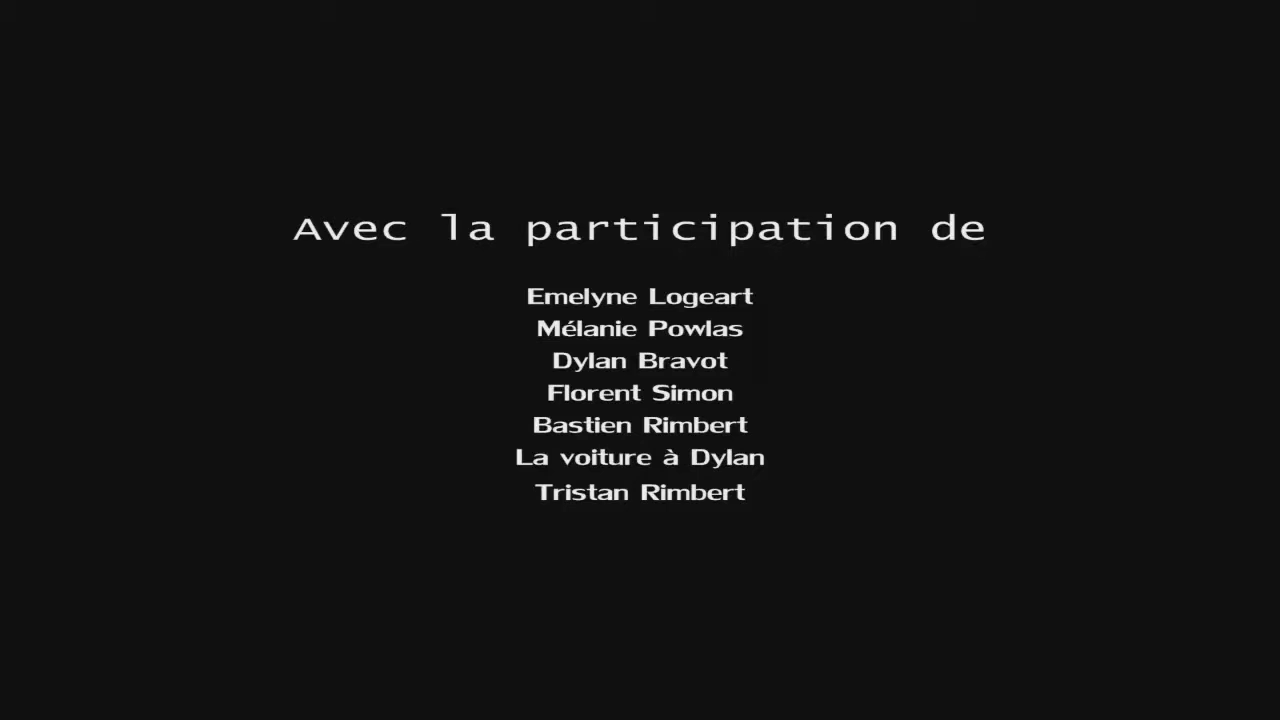 Avec la participation de
Emelyne Logeart
Mélanie Powlas
Dylan Bravot
Florent Simon
Bastien Rimbert
La voiture à Dylan
Tristan Rimbert